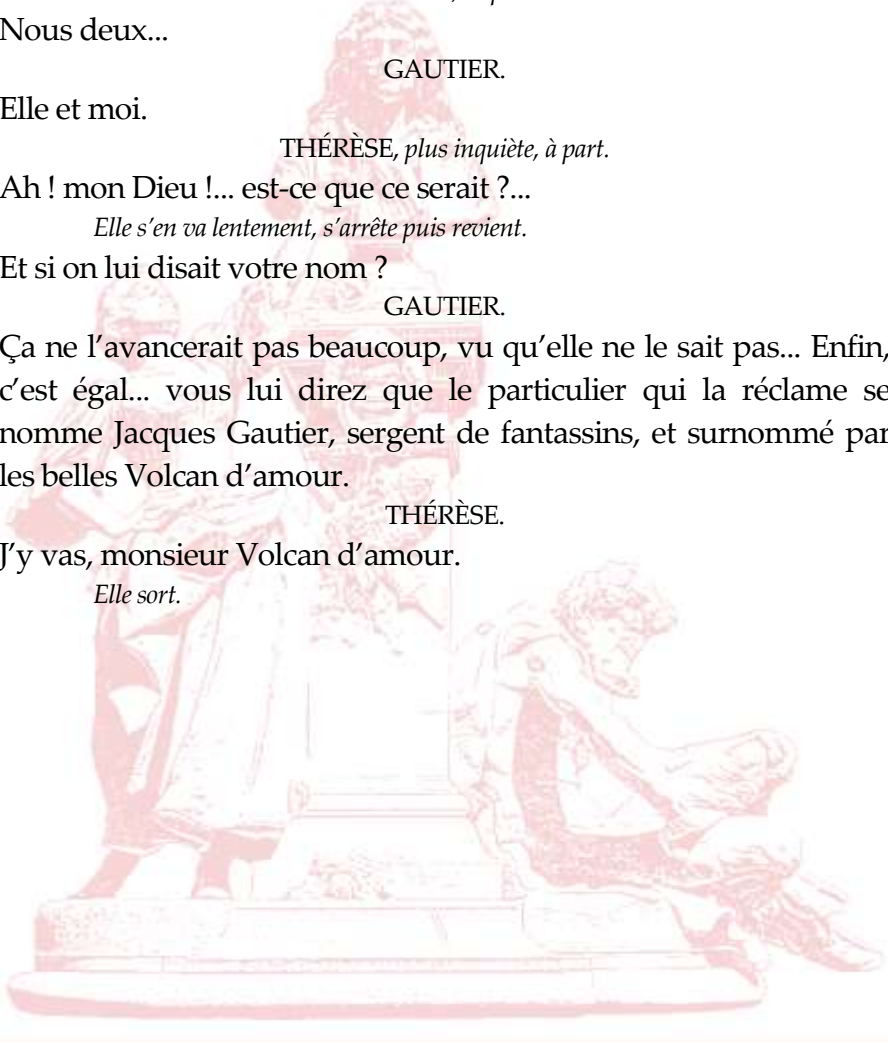 Nous deux...
GAUTIER.
Elle et moi.
THÉRÈSE, plus inquiète, à part.
Ah ! mon Dieu !... est-ce que ce serait ?...
Elle s’en va lentement, s’arrête puis revient.
Et si on lui disait votre nom ?
GAUTIER.
Ça ne l’avancerait pas beaucoup, vu qu’elle ne le sait pas... Enfin,
c’est égal... vous lui direz que le particulier qui la réclame se
nomme Jacques Gautier, sergent de fantassins, et surnommé par
les belles Volcan d’amour.
THÉRÈSE.
J’y vas, monsieur Volcan d’amour.
Elle sort.